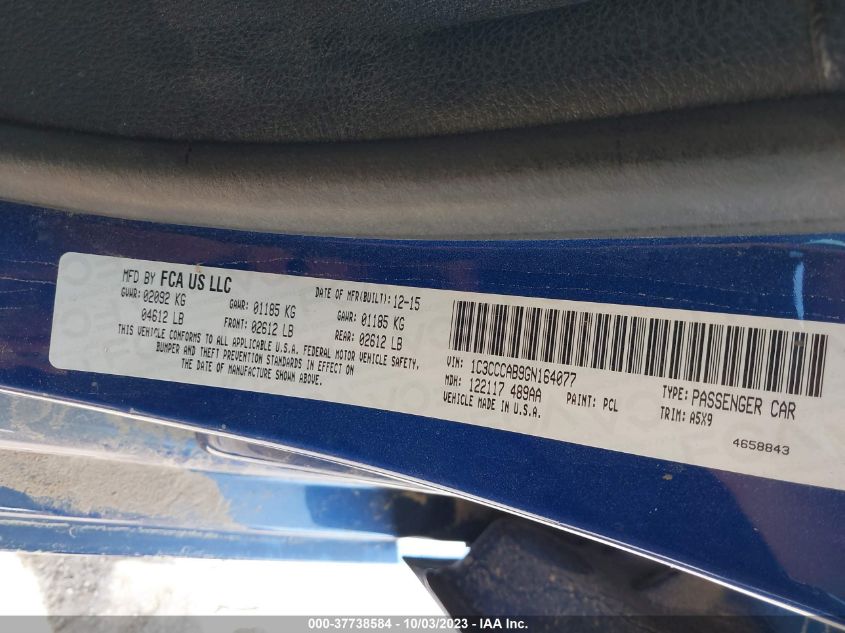 MFD BY FCA US LLC
DATE OF MFR(BUILT): 12-15
GVWR: 02092 KG
04612 LB
GAWR: 01185 KG
FRONT: 02612 LB
GAWR: 01185 KG
REAR: 02612 LB
THIS VEHICLE CONFORMS TO ALL APPLICABLE U.S.A. FEDERAL MOTOR VEHICLE SAFETY,
BUMPER AND THEFT PREVENTION STANDARDS IN EFFECT ON
THE DATE OF MANUFACTURE SHOWN ABOVE.
VIN: 1C3CCCAB9GN164077
TYPE: PASSENGER CAR
MDH: 122117 489AA
PAINT: PCL
TRIM: A5X9
VEHICLE MADE IN U.S.A.
4658843
000-37738584 - 10/03/2023 - IAA Inc.